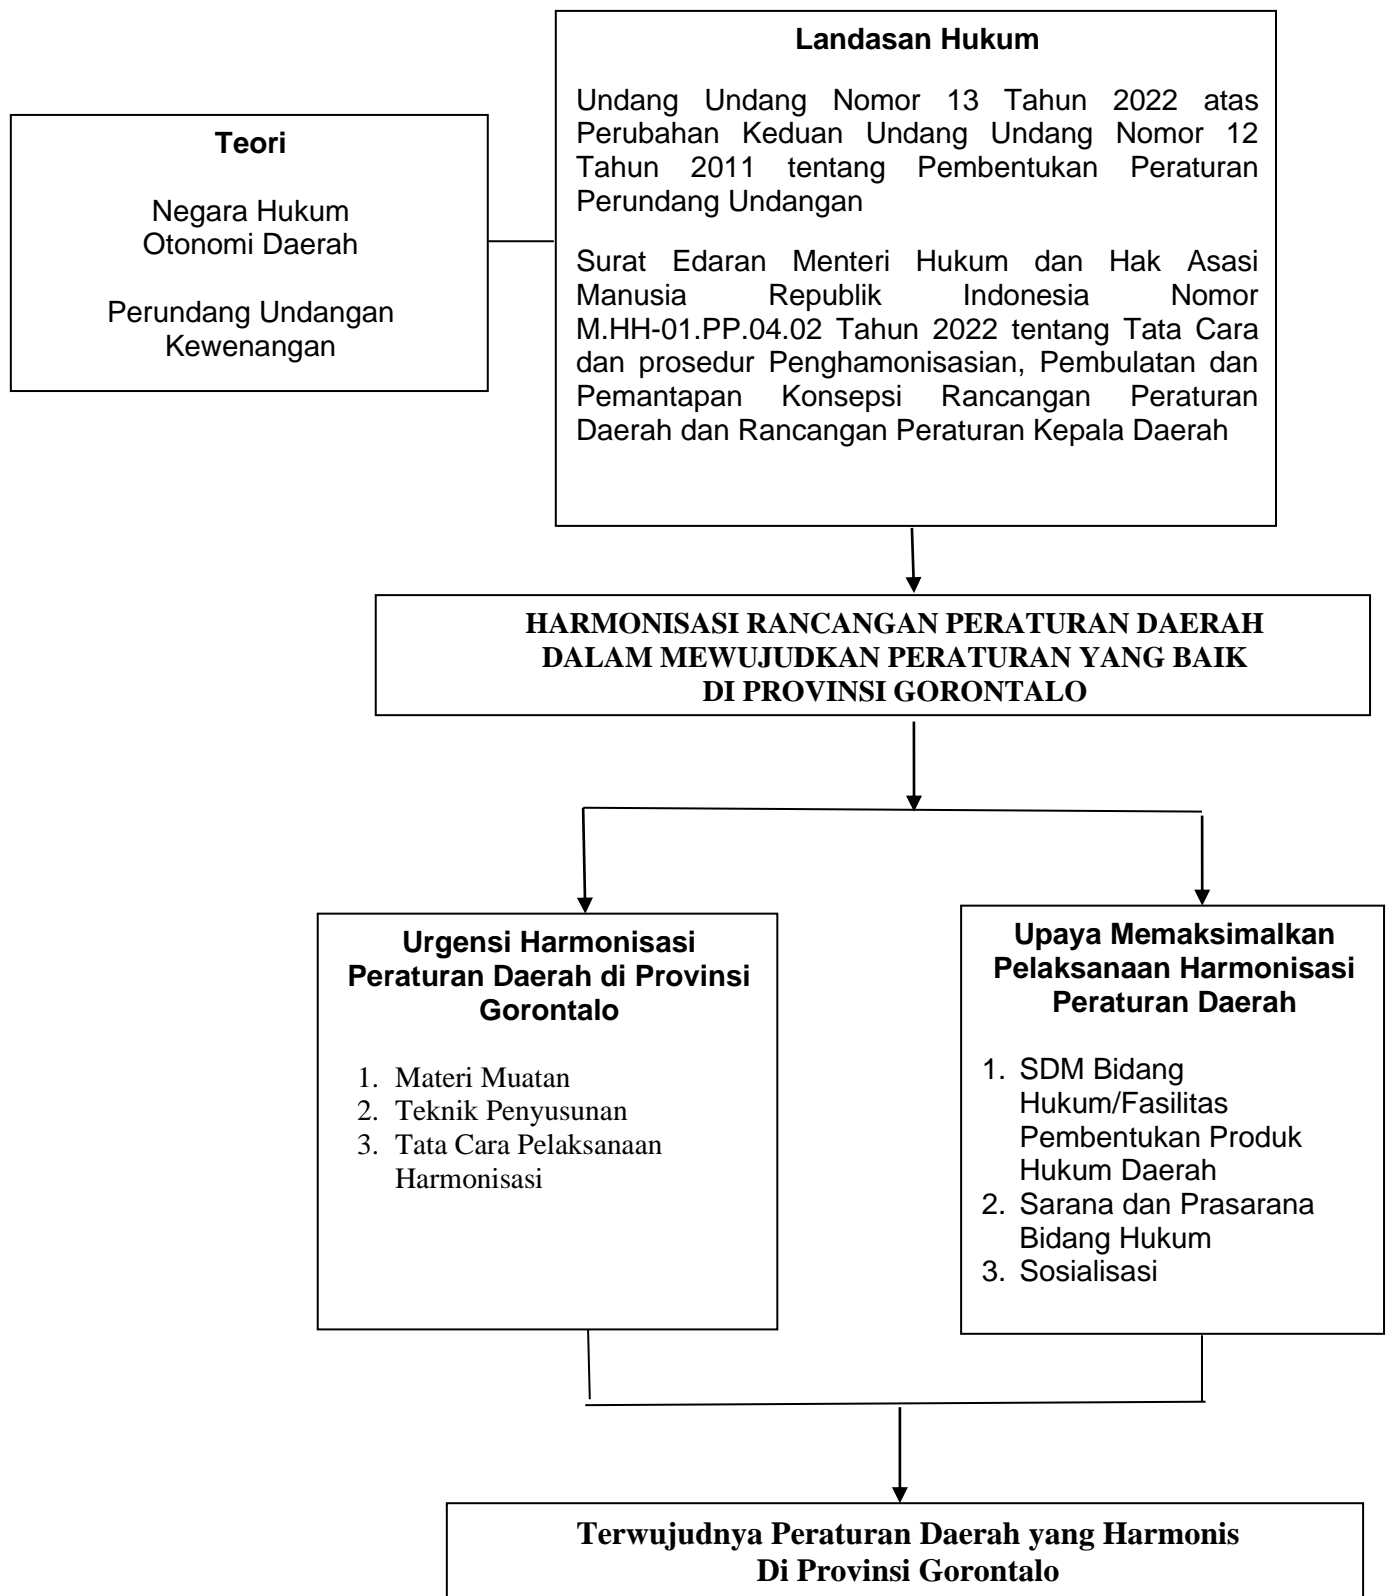 Landasan Hukum
Undang Undang Nomor 13 Tahun 2022 atas
Perubahan Keduan Undang Undang Nomor 12
Tahun 2011 tentang Pembentukan Peraturan
Perundang Undangan
Surat Edaran Menteri Hukum dan Hak Asasi
Manusia Republik Indonesia Nomor
M.HH-01.PP.04.02 Tahun 2022 tentang Tata Cara
dan prosedur Penghamonisasian, Pembulatan dan
Pemantapan Konsepsi Rancangan Peraturan
Daerah dan Rancangan Peraturan Kepala Daerah
Teori
Negara Hukum
Otonomi Daerah
Perundang Undangan
Kewenangan
HARMONISASI RANCANGAN PERATURAN DAERAH
DALAM MEWUJUDKAN PERATURAN YANG BAIK
DI PROVINSI GORONTALO
Urgensi Harmonisasi
Peraturan Daerah di Provinsi
Gorontalo
1. Materi Muatan
2. Teknik Penyusunan
3. Tata Cara Pelaksanaan
Harmonisasi
Upaya Memaksimalkan
Pelaksanaan Harmonisasi
Peraturan Daerah
1. SDM Bidang
Hukum/Fasilitas
Pembentukan Produk
Hukum Daerah
2. Sarana dan Prasarana
Bidang Hukum
3. Sosialisasi
Terwujudnya Peraturan Daerah yang Harmonis
Di Provinsi Gorontalo